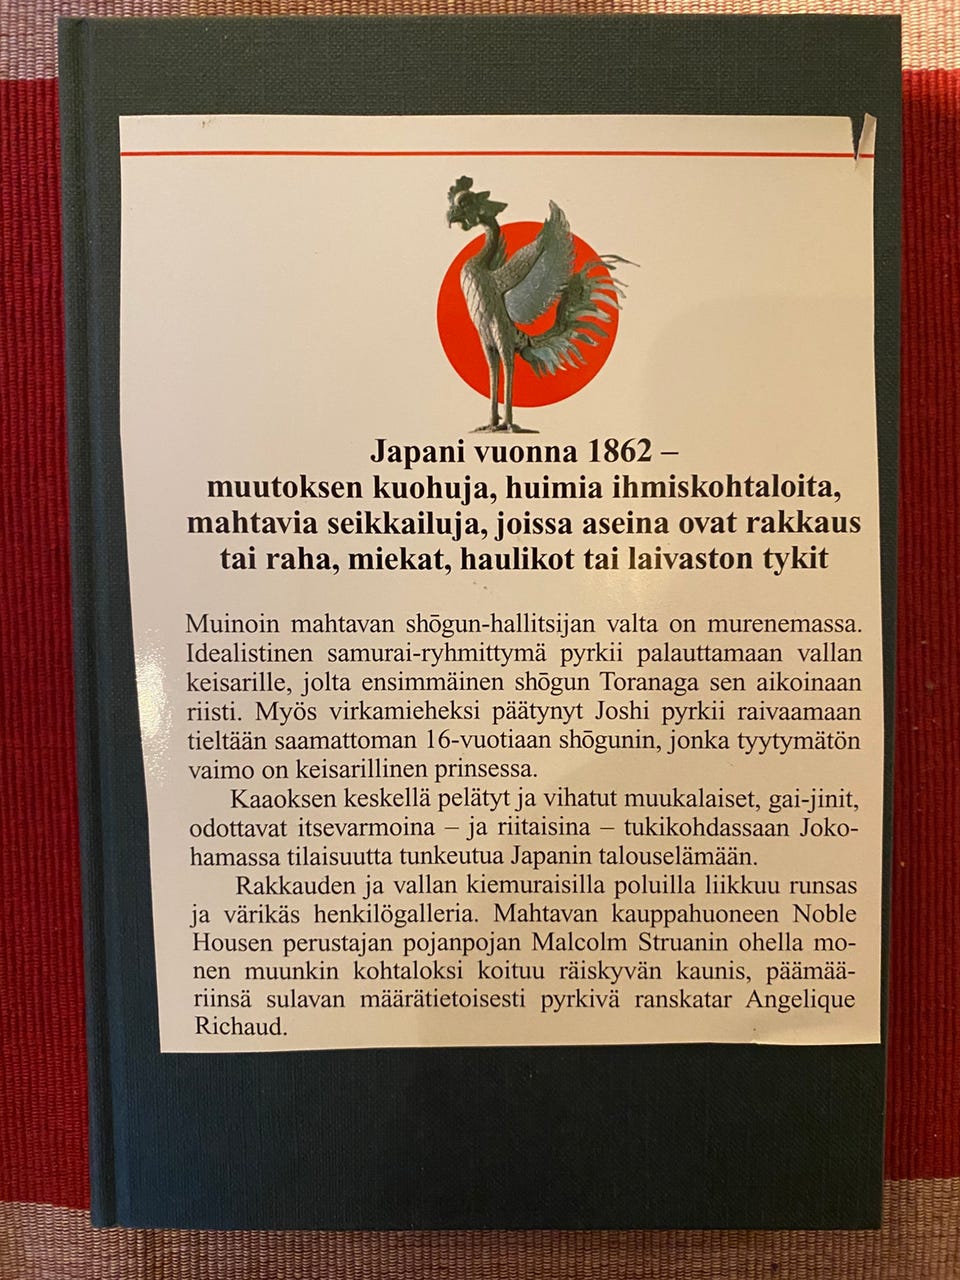 Japani vuonna 1862 –
muutoksen kuohuja, huimia ihmiskohtaloita,
mahtavia seikkailuja, joissa aseina ovat rakkaus
tai raha, miekat, haulikot tai laivaston tykit
Muinoin mahtavan shōgun-hallitsijan valta on murenemassa.
Idealistinen samurai-ryhmittymä pyrkii palauttamaan vallan
keisarille, jolta ensimmäinen shōgun Toranaga sen aikoinaan
riisti. Myös virkamieheksi päätynyt Joshi pyrkii raivaamaan
tieltään saamattoman 16-vuotiaan shōgunin, jonka tyytymätön
vaimo on keisarillinen prinsessa.
Kaaoksen keskellä pelätyt ja vihatut muukalaiset, gai-jinit,
odottavat itsevarmoina – ja riitaisina – tukikohdassaan Joko-
hamassa tilaisuutta tunkeutua Japanin talouselämään.
Rakkauden ja vallan kiemuraisilla poluilla liikkuu runsas
ja värikäs henkilögalleria. Mahtavan kauppahuoneen Noble
Housen perustajan pojanpojan Malcolm Struanin ohella mo-
nen muunkin kohtaloksi koituu räiskyvän kaunis, päämää-
riinsä sulavan määrätietoisesti pyrkivä ranskatar Angelique
Richaud.